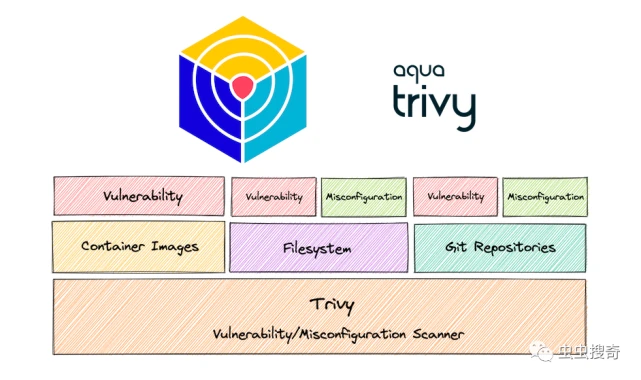 aqua
trivy
Vulnerability
Vulnerability
Misconfiguration
Vulnerability
Misconfiguration
Container Images
Filesystem
Git Repositories
Trivy
Vulnerability/Misconfiguration Scanner
虫虫搜奇